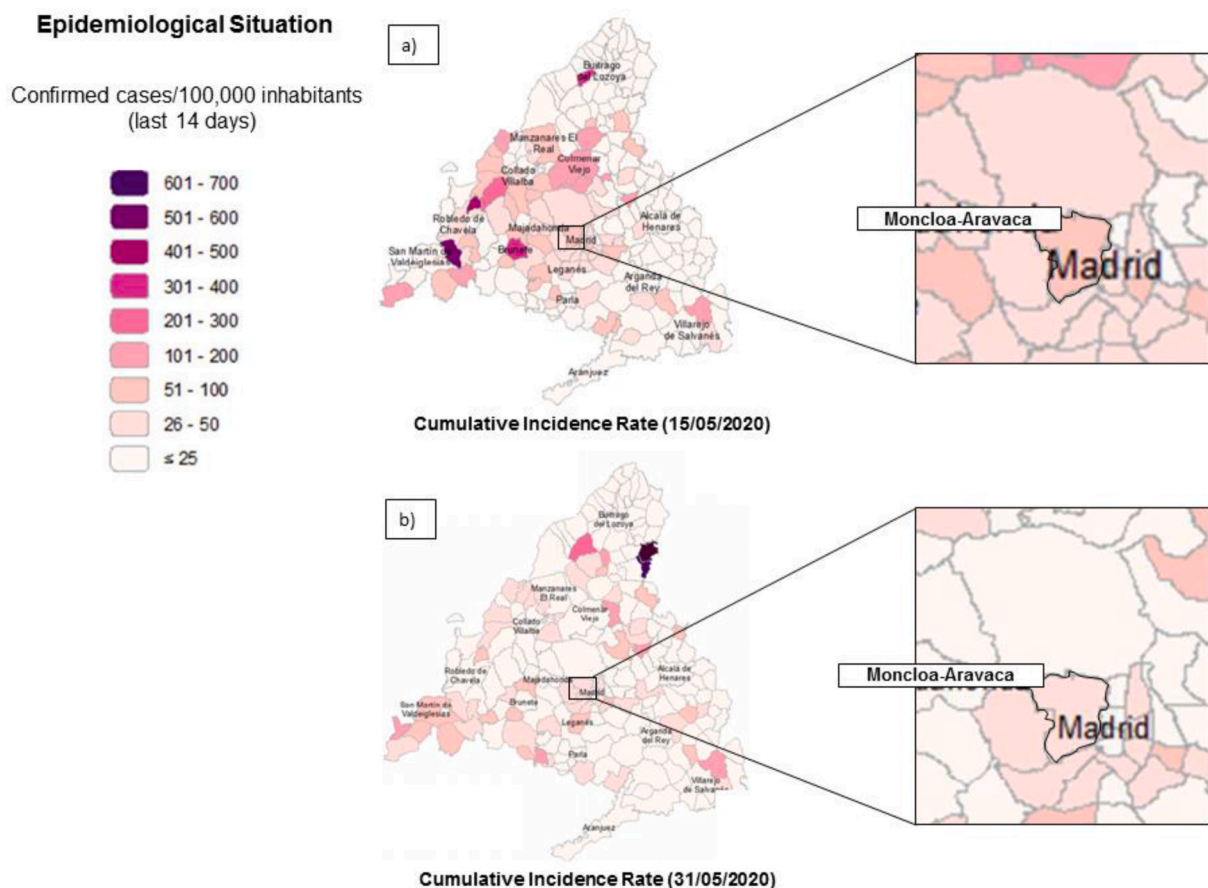 Epidemiological Situation
Confirmed cases/100,000 inhabitants
(last 14 days)
601 - 700
501 - 600
401 - 500
301 - 400
201 - 300
101 - 200
51 - 100
26 - 50
≤ 25
a)
Buitrago
del Lozoya
Manzanares El
Real
Colmenar
Viejo
Collado
Villalba
Robledo de
Chavela
Alcalá de
Henares
Majadahonda
Madrid
San Martín de
Valdeiglesias
Brunete
Leganés
Arganda
del Rey
Parla
Villarejo
de Salvanés
Aranjuez
Moncloa-Aravaca
Madrid
Cumulative Incidence Rate (15/05/2020)
b)
Buitrago
del Lozoya
Manzanares
El Real
Colmenar
Viejo
Collado
Villalba
Robledo de
Chavela
Alcalá de
Henares
Majadahonda
Madrid
San Martín de
Valdeiglesias
Brunete
Leganés
Arganda
del Rey
Parla
Villarejo
de Salvanés
Aranjuez
Moncloa-Aravaca
Madrid
Cumulative Incidence Rate (31/05/2020)